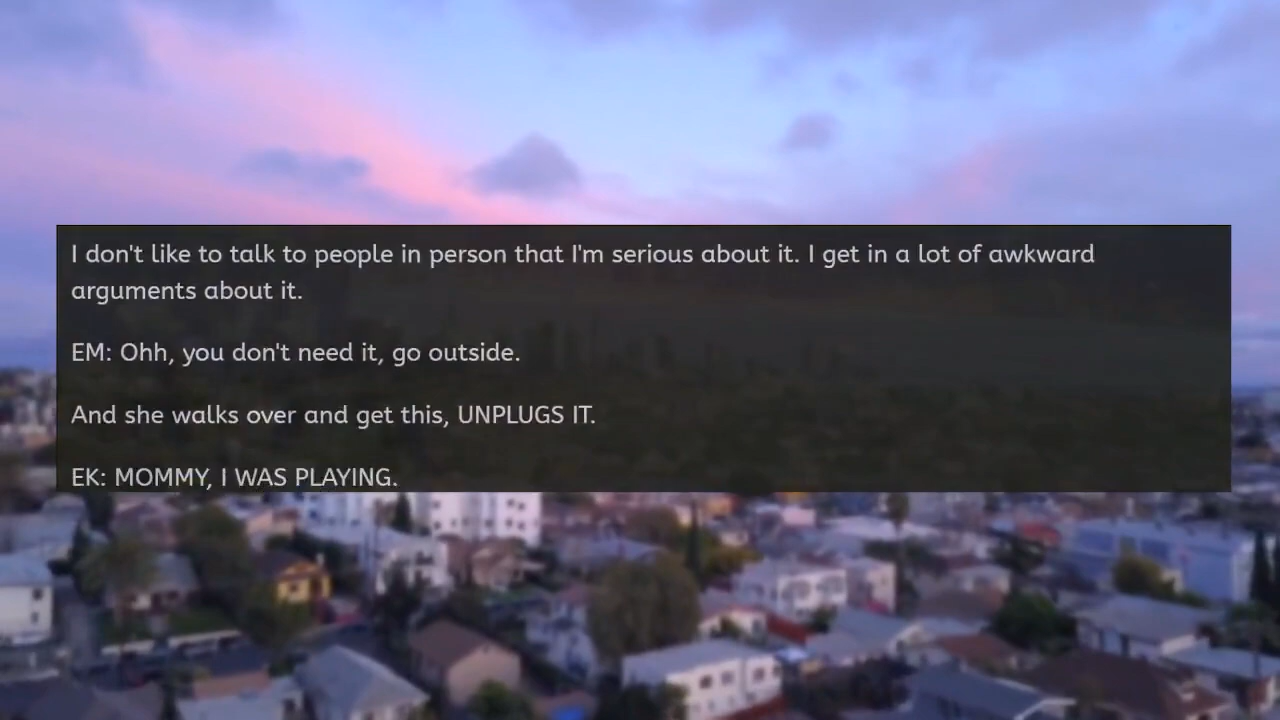 I don't like to talk to people in person that I'm serious about it. I get in a lot of awkward
arguments about it.
EM: Ohh, you don't need it, go outside.
And she walks over and get this, UNPLUGS IT.
EK: MOMMY, I WAS PLAYING.